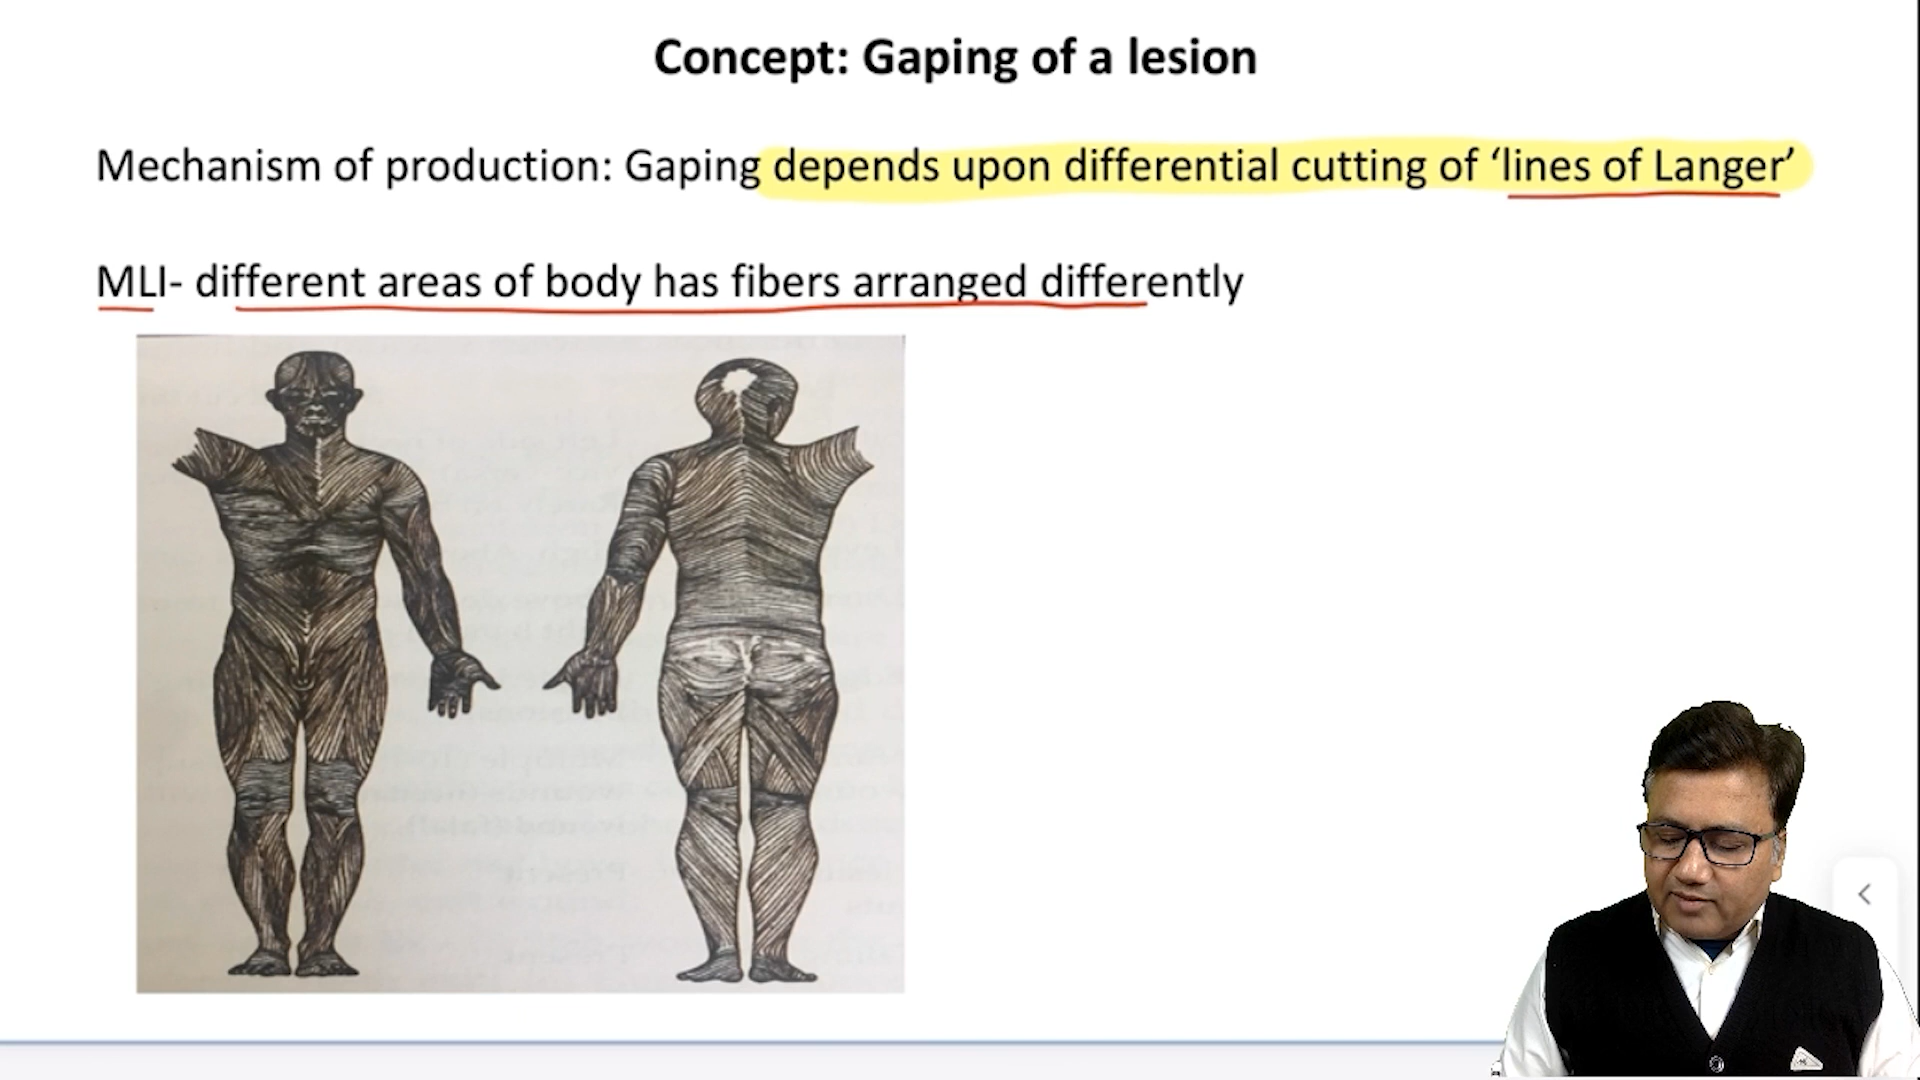 Concept: Gaping of a lesion
Mechanism of production: Gaping depends upon differential cutting of ‘lines of Langer’
MLI- different areas of body has fibers arranged differently